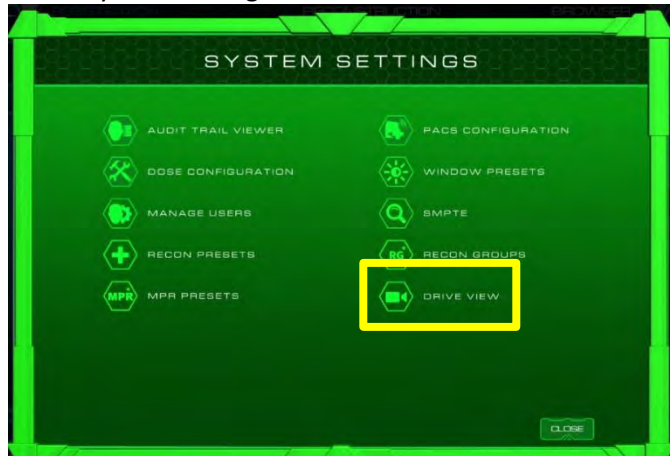 SYSTEM SETTINGS
AUDIT TRAIL VIEWER
PACS CONFIGURATION
DOSE CONFIGURATION
WINDOW PRESETS
MANAGE USERS
SMPTE
RECON PRESETS
RG RECON GROUPS
MPR MPR PRESETS
DRIVE VIEW
CLOSE